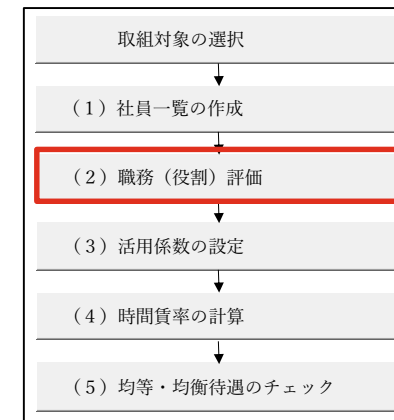 取組対象の選択
（１）社員一覧の作成
（２）職務（役割）評価
（３）活用係数の設定
（４）時間賃率の計算
（５）均等・均衡待遇のチェック